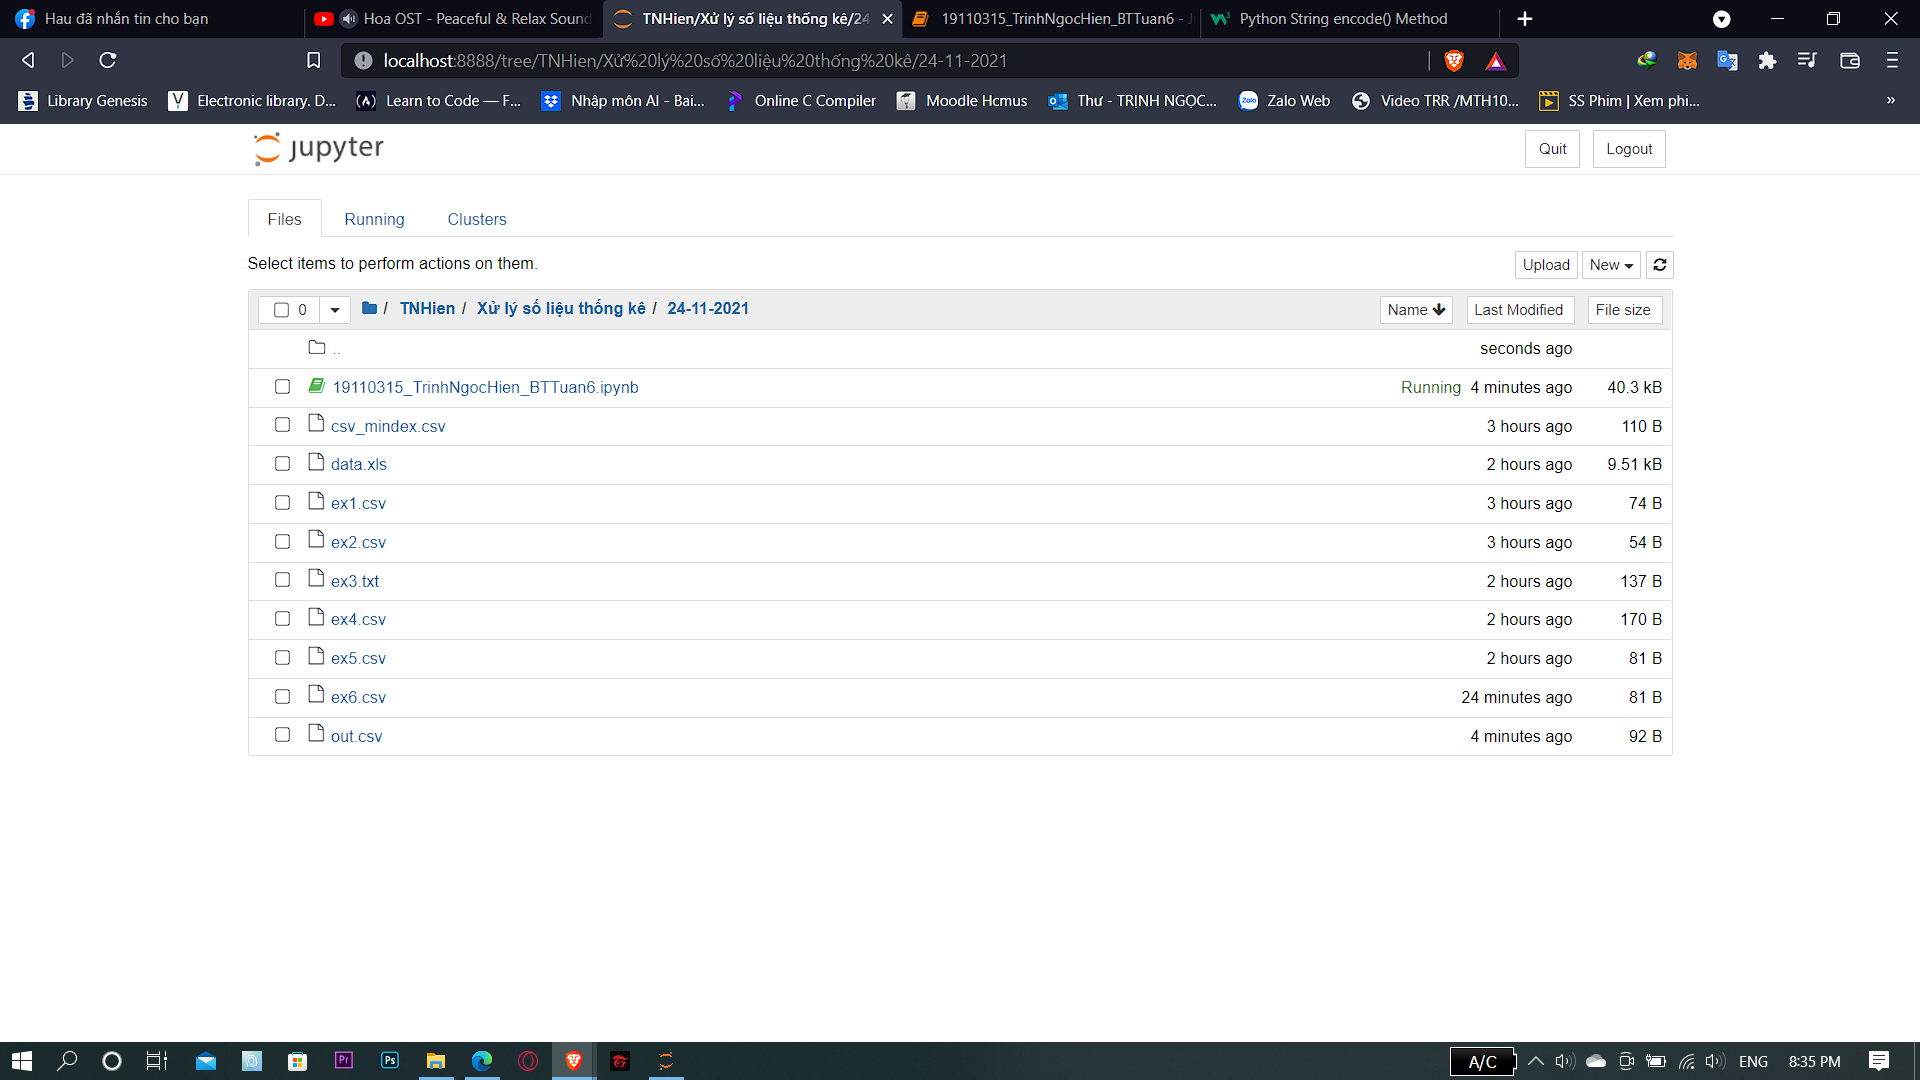 Hau đã nhắn tin cho bạn
Hoa OST - Peaceful & Relax Sound
TNHien/Xử lý số liệu thống kê/24
19110315_TrinhNgocHien_BTTuan6 - J
Python String encode() Method
localhost:8888/tree/TNHien/Xử%20lý%20số%20liệu%20thống%20kê/24-11-2021
Library Genesis
Electronic library. D...
Learn to Code — F...
Nhập môn AI - Bai...
Online C Compiler
Moodle Hcmus
Thư - TRỊNH NGỌC...
Zalo Web
Video TRR /MTH10...
SS Phim | Xem phi...
»
jupyter
Quit
Logout
Files
Running
Clusters
Select items to perform actions on them.
Upload
New
0
/ TNHien / Xử lý số liệu thống kê / 24-11-2021
Name
Last Modified
File size
.. seconds ago
19110315_TrinhNgocHien_BTTuan6.ipynb Running 4 minutes ago 40.3 kB
csv_mindex.csv 3 hours ago 110 B
data.xls 2 hours ago 9.51 kB
ex1.csv 3 hours ago 74 B
ex2.csv 3 hours ago 54 B
ex3.txt 2 hours ago 137 B
ex4.csv 2 hours ago 170 B
ex5.csv 2 hours ago 81 B
ex6.csv 24 minutes ago 81 B
out.csv 4 minutes ago 92 B
Pr
Ps
A/C
ENG
8:35 PM